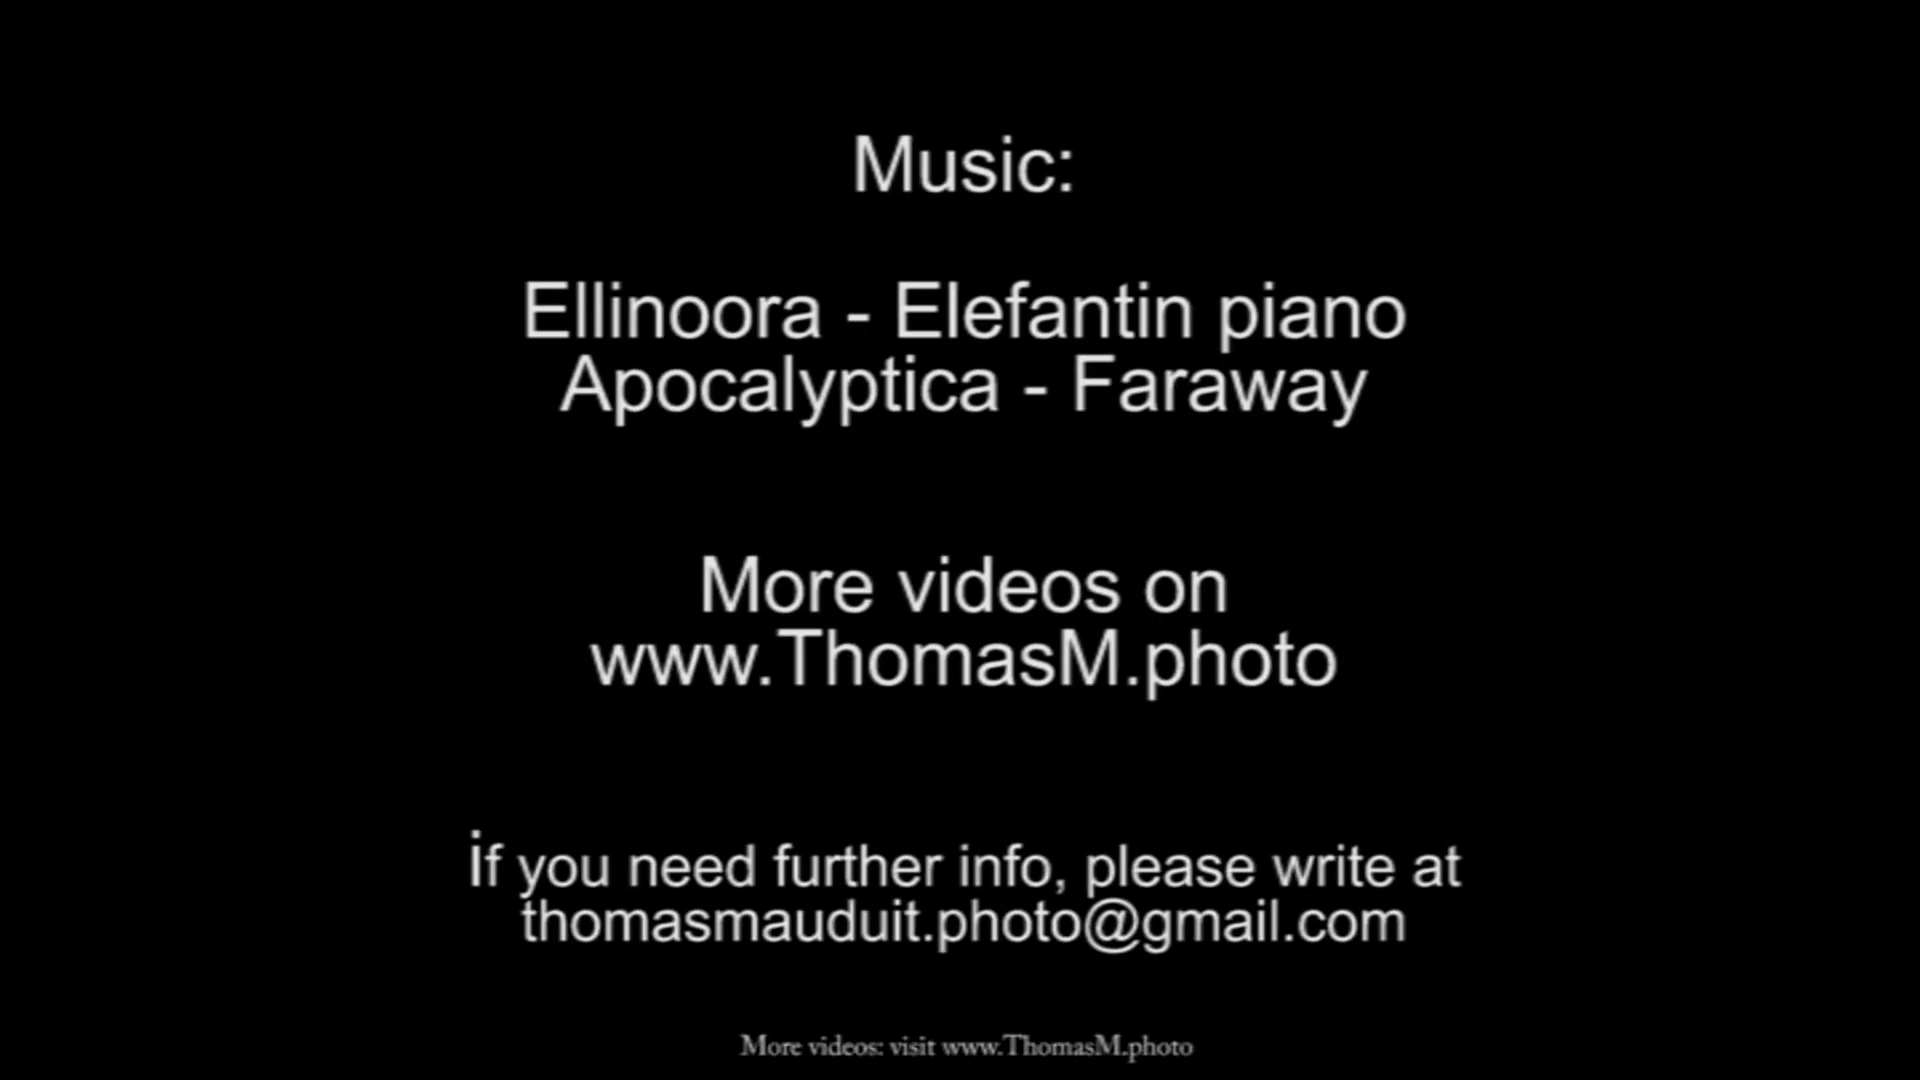 Music:
Ellinoora - Elefantin piano
Apocalyptica - Faraway
More videos on
www.ThomasM.photo
if you need further info, please write at
thomasmauduit.photo@gmail.com
More videos: visit www.ThomasM.photo